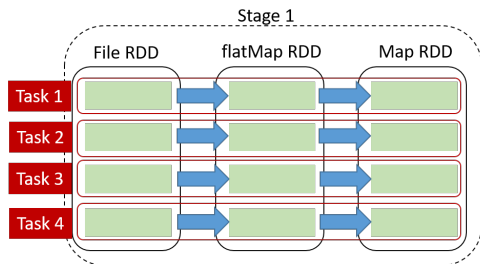 Stage 1
File RDD
flatMap RDD
Map RDD
Task 1
Task 2
Task 3
Task 4